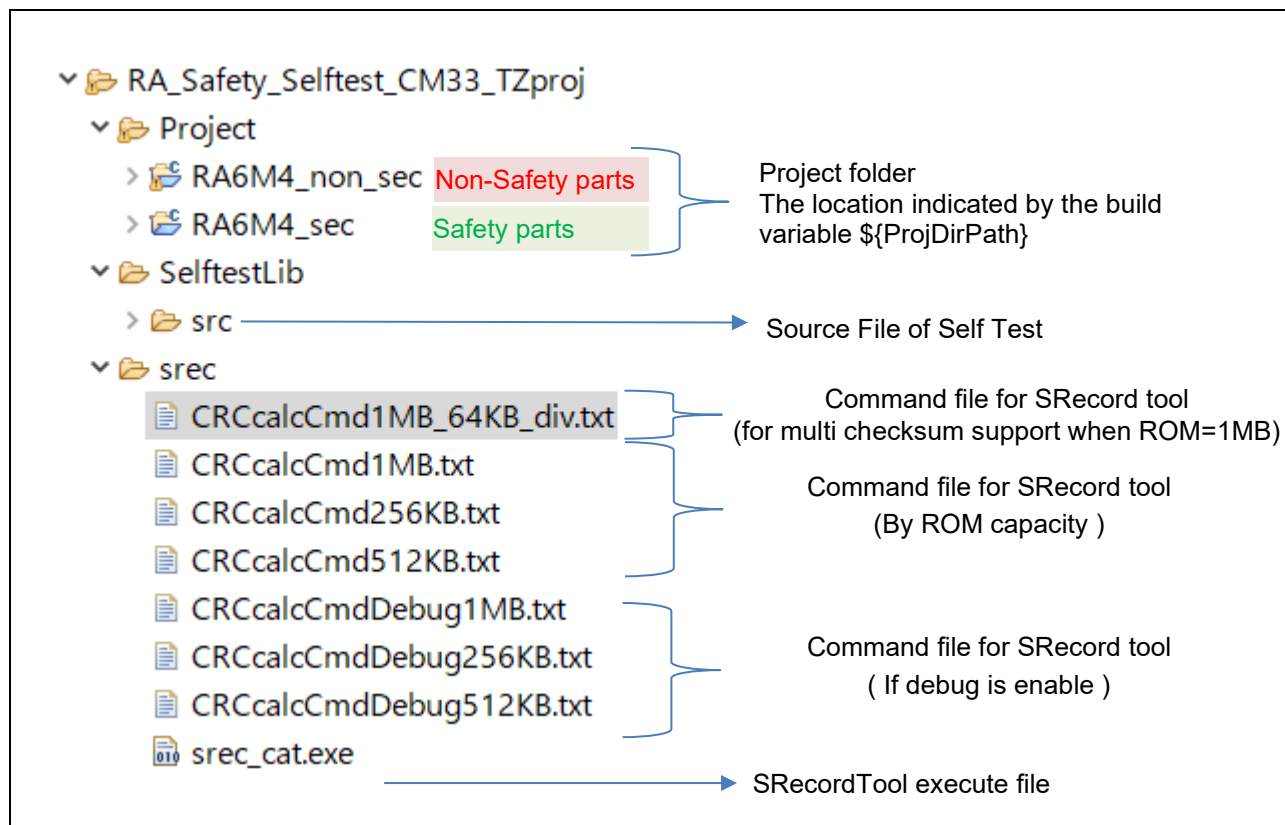 RA_Safety_Selftest_CM33_TZproj
Project
RA6M4_non_sec Non-Safety parts
RA6M4_sec Safety parts
Project folder
The location indicated by the build
variable ${ProjDirPath}
SelftestLib
src
Source File of Self Test
srec
CRCcalcCmd1MB_64KB_div.txt
Command file for SRecord tool
(for multi checksum support when ROM=1MB)
CRCcalcCmd1MB.txt
CRCcalcCmd256KB.txt
CRCcalcCmd512KB.txt
Command file for SRecord tool
(By ROM capacity )
CRCcalcCmdDebug1MB.txt
CRCcalcCmdDebug256KB.txt
CRCcalcCmdDebug512KB.txt
Command file for SRecord tool
( If debug is enable )
srec_cat.exe
SRecordTool execute file